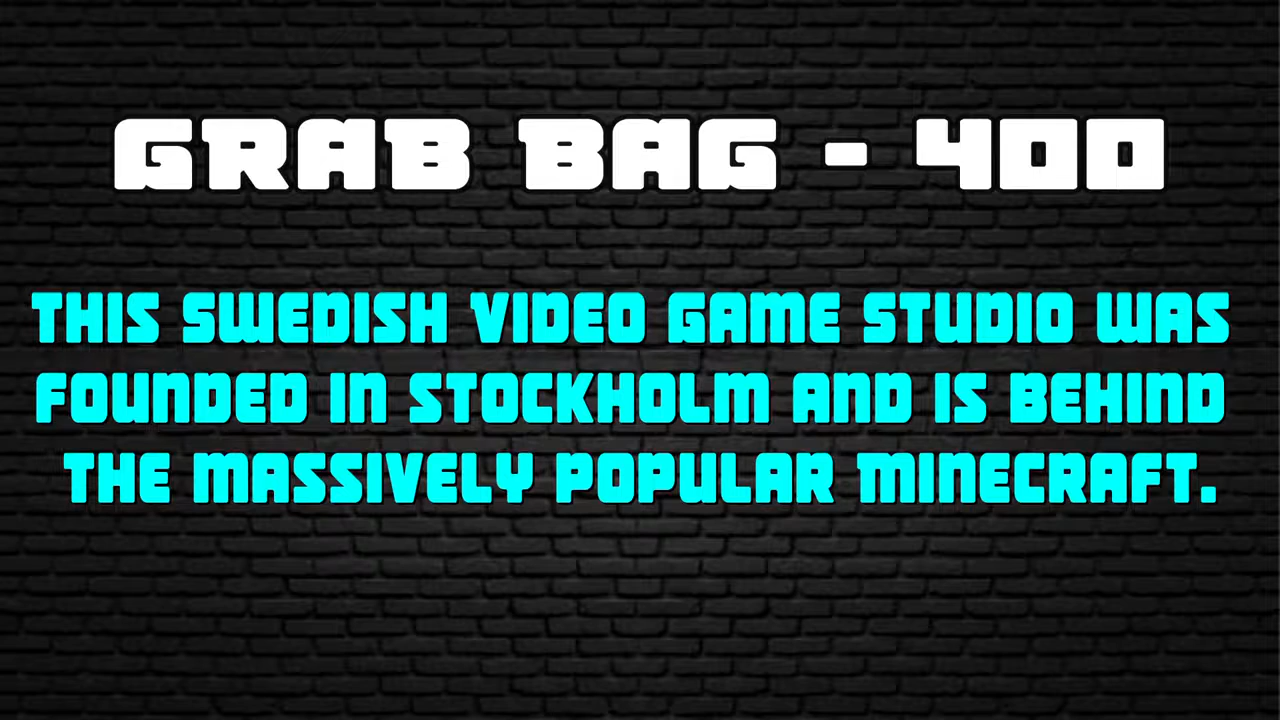 GRAB BAG - 400
THIS SWEDISH VIDEO GAME STUDIO WAS
FOUNDED IN STOCKHOLM AND IS BEHIND
THE MASSIVELY POPULAR MINECRAFT.